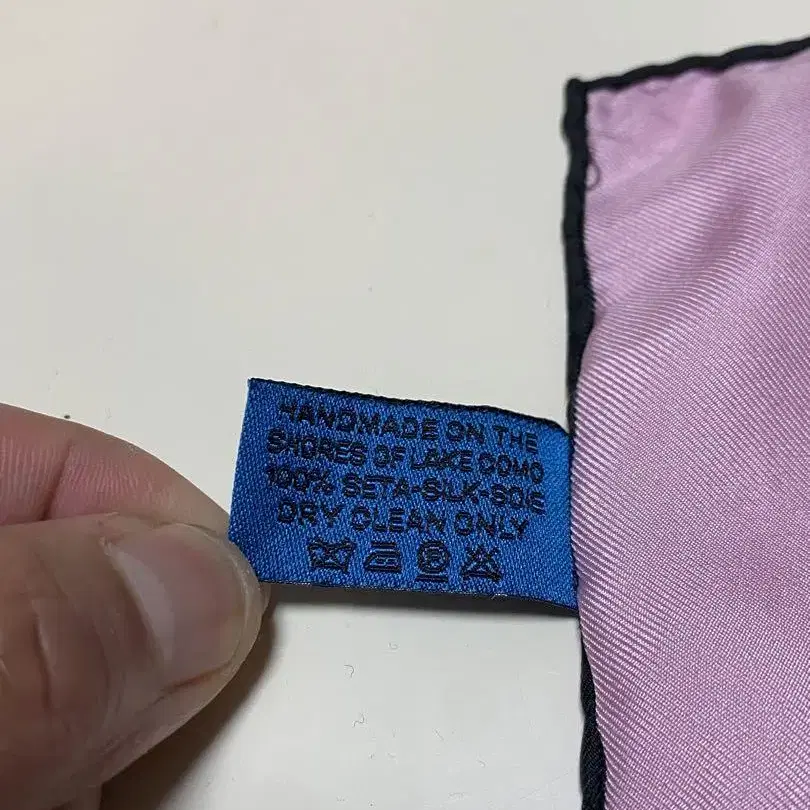 HANDMADE ON THE
SHORES OF LAKE COMO
100% SETA-SILK-SOIE
DRY CLEAN ONLY